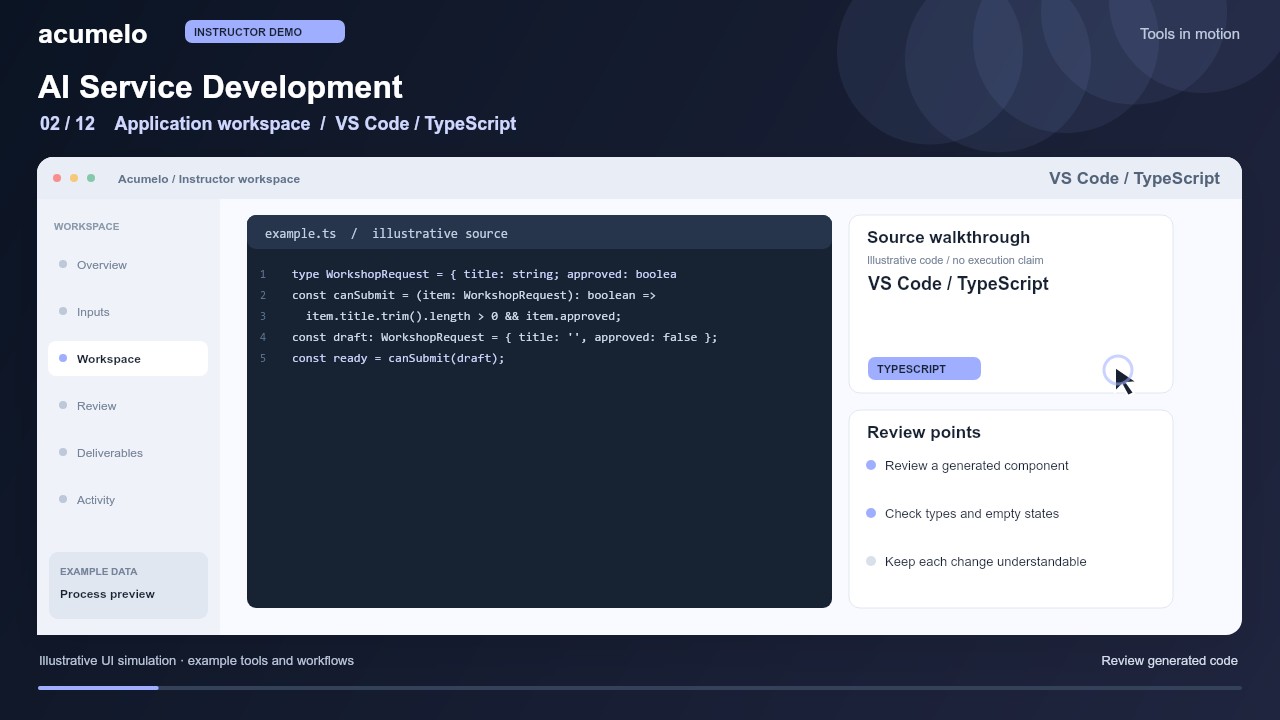 acumelo
INSTRUCTOR DEMO
Tools in motion
AI Service Development
02 / 12 Application workspace / VS Code / TypeScript
Acumelo / Instructor workspace
VS Code / TypeScript
WORKSPACE
Overview
Inputs
Workspace
Review
Deliverables
Activity
EXAMPLE DATA
Process preview
example.ts / illustrative source
1 type WorkshopRequest = { title: string; approved: boolea
2 const canSubmit = (item: WorkshopRequest): boolean =>
3 item.title.trim().length > 0 && item.approved;
4 const draft: WorkshopRequest = { title: '', approved: false };
5 const ready = canSubmit(draft);
Source walkthrough
Illustrative code / no execution claim
VS Code / TypeScript
TYPESCRIPT
Review points
Review a generated component
Check types and empty states
Keep each change understandable
Illustrative UI simulation · example tools and workflows
Review generated code